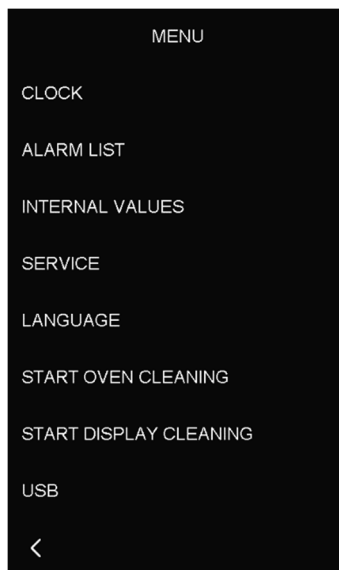 MENU
CLOCK
ALARM LIST
INTERNAL VALUES
SERVICE
LANGUAGE
START OVEN CLEANING
START DISPLAY CLEANING
USB